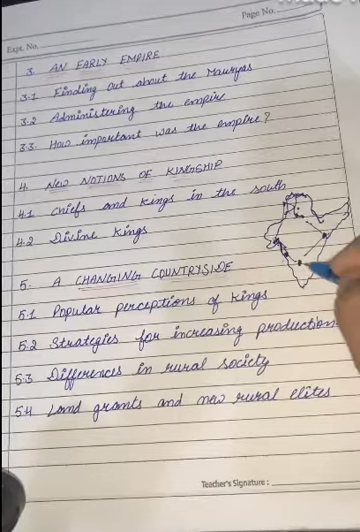 Page No.
Expt. No.
3. AN EARLY EMPIRE
3.1 Finding out about the Mauryas
3.2 Administering the empire
3.3 How important was the empire?
4. NEW NOTIONS OF KINGSHIP
4.1 Chiefs and kings in the south
4.2 Divine kings
5. A CHANGING COUNTRYSIDE
5.1 Popular perceptions of kings
5.2 Strategies for increasing production
5.3 Differences in rural society
5.4 Land grants and new rural elites
Teacher's Signature :